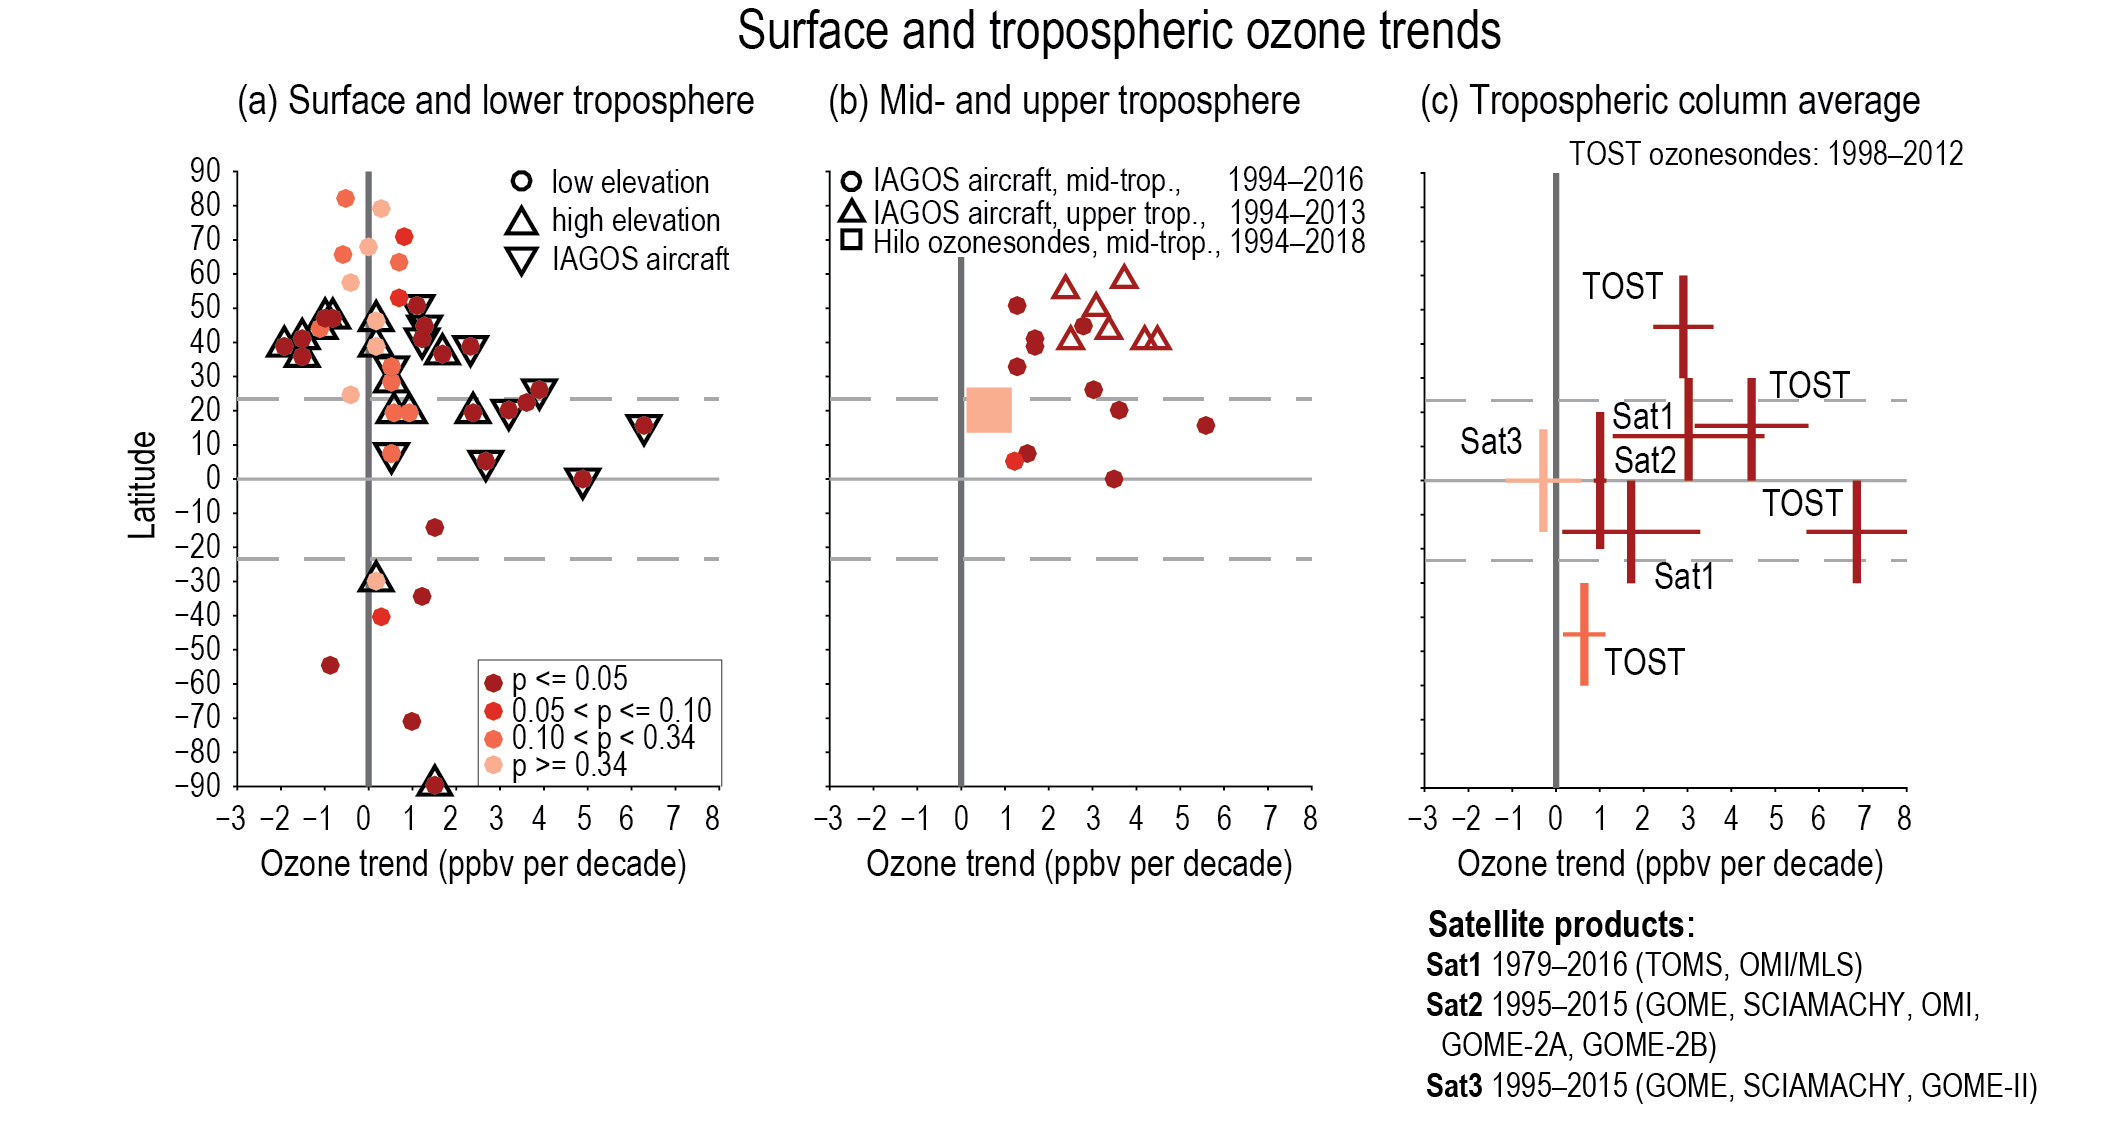 Surface and tropospheric ozone trends
(a) Surface and lower troposphere
90
80
70
60
50
40
30
20
10
0
−10
−20
−30
−40
−50
−60
−70
−80
−90
Latitude
low elevation
high elevation
IAGOS aircraft
p <= 0.05
0.05 < p <= 0.10
0.10 < p < 0.34
p >= 0.34
−3 −2 −1 0 1 2 3 4 5 6 7 8
Ozone trend (ppbv per decade)
(b) Mid- and upper troposphere
IAGOS aircraft, mid-trop., 1994–2016
IAGOS aircraft, upper trop., 1994–2013
Hilo ozonesondes, mid-trop., 1994–2018
−3 −2 −1 0 1 2 3 4 5 6 7 8
Ozone trend (ppbv per decade)
(c) Tropospheric column average
TOST ozonesondes: 1998–2012
TOST
TOST
Sat1
Sat3
Sat2
TOST
Sat1
TOST
−3 −2 −1 0 1 2 3 4 5 6 7 8
Ozone trend (ppbv per decade)
Satellite products:
Sat1 1979–2016 (TOMS, OMI/MLS)
Sat2 1995–2015 (GOME, SCIAMACHY, OMI,
GOME-2A, GOME-2B)
Sat3 1995–2015 (GOME, SCIAMACHY, GOME-II)